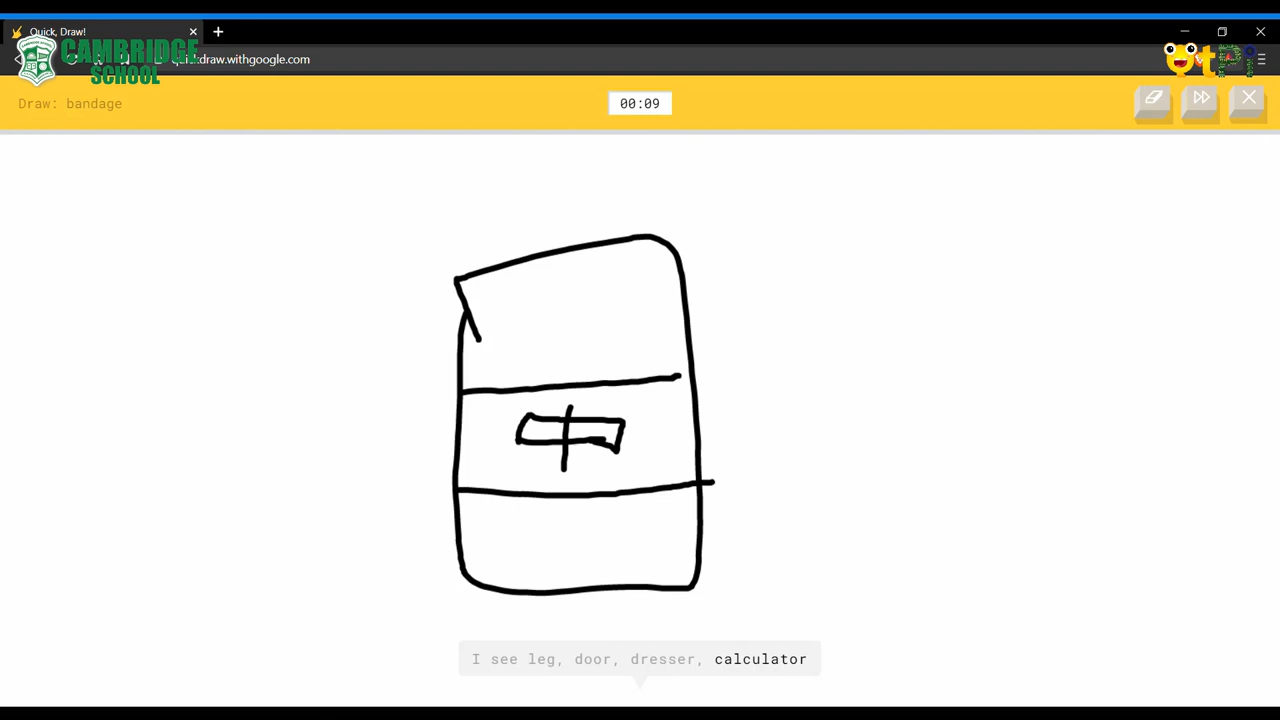 Quick, Draw!
CAMBRIDGE
SCHOOL
draw.withgoogle.com
Draw: bandage
00:09
I see leg, door, dresser, calculator